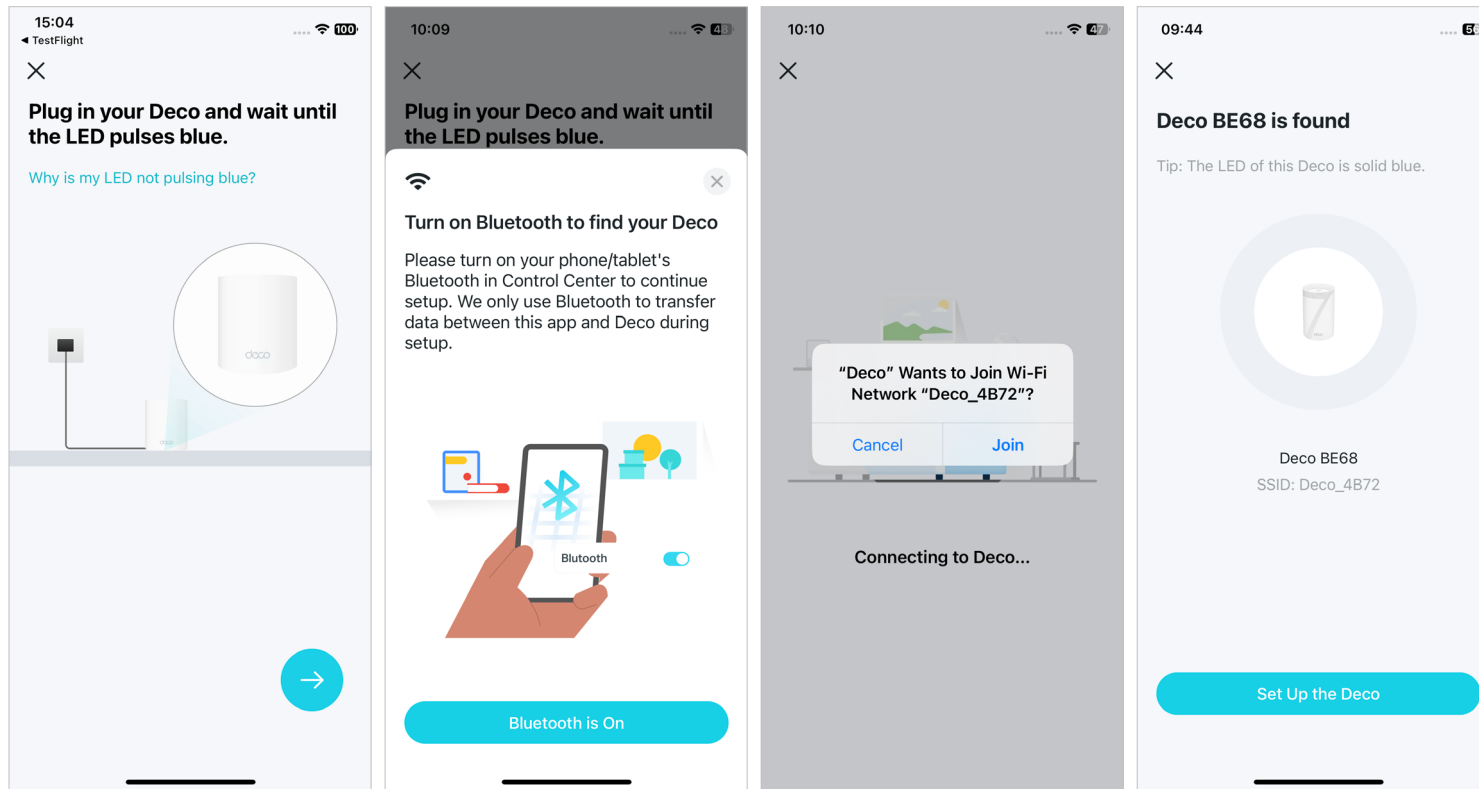 15:04
100
◀ TestFlight
Plug in your Deco and wait until
the LED pulses blue.
Why is my LED not pulsing blue?
deco
deco
10:09
48
Plug in your Deco and wait until
the LED pulses blue.
Turn on Bluetooth to find your Deco
Please turn on your phone/tablet's
Bluetooth in Control Center to continue
setup. We only use Bluetooth to transfer
data between this app and Deco during
setup.
Blutooth
Bluetooth is On
10:10
47
“Deco” Wants to Join Wi-Fi
Network “Deco_4B72”?
Cancel
Join
Connecting to Deco...
09:44
Deco BE68 is found
Tip: The LED of this Deco is solid blue.
deco
Deco BE68
SSID: Deco_4B72
Set Up the Deco